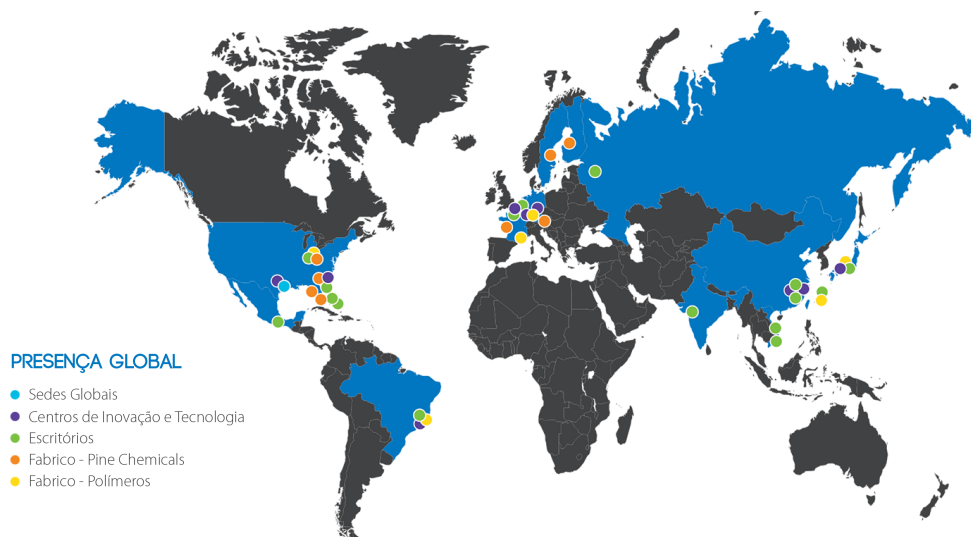 PRESENÇA GLOBAL
Sedes Globais
Centros de Inovação e Tecnologia
Escritórios
Fabrico - Pine Chemicals
Fabrico - Polímeros